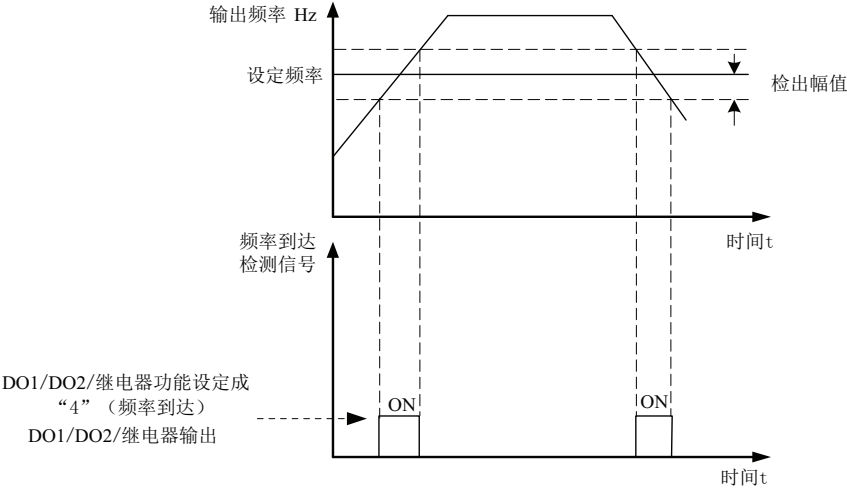 输出频率 Hz
设定频率
检出幅值
时间t
频率到达
检测信号
DO1/DO2/继电器功能设定成
“4”（频率到达）
DO1/DO2/继电器输出
ON
ON
时间t